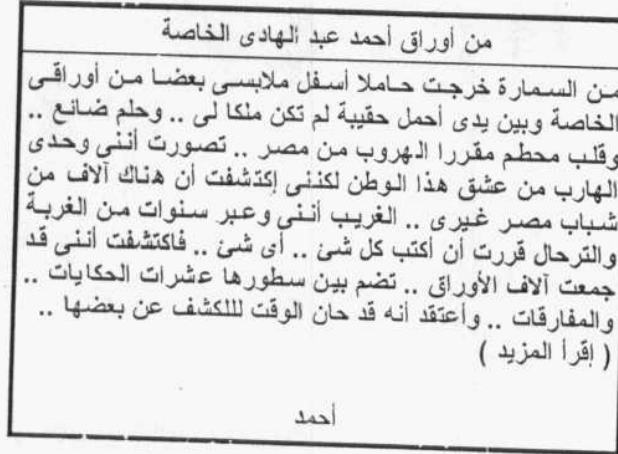 من أوراق أحمد عبد الهادى الخاصة
من السمارة خرجت حاملا أسفل ملابسى بعضا من أوراقى
الخاصة وبين يدى أحمل حقيبة لم تكن ملكا لى .. وحلم ضائع ..
وقلب محطم مقررا الهروب من مصر .. تصورت أننى وحدى
الهارب من عشق هذا الوطن لكننى إكتشفت أن هناك آلاف من
شباب مصر غيرى .. الغريب أننى وعبر سنوات من الغربة
والترحال قررت أن أكتب كل شئ .. أى شئ .. فاكتشفت أننى قد
جمعت آلاف الأوراق .. تضم بين سطورها عشرات الحكايات ..
والمفارقات .. وأعتقد أنه قد حان الوقت لللكشف عن بعضها ..
( إقرأ المزيد )
أحمد